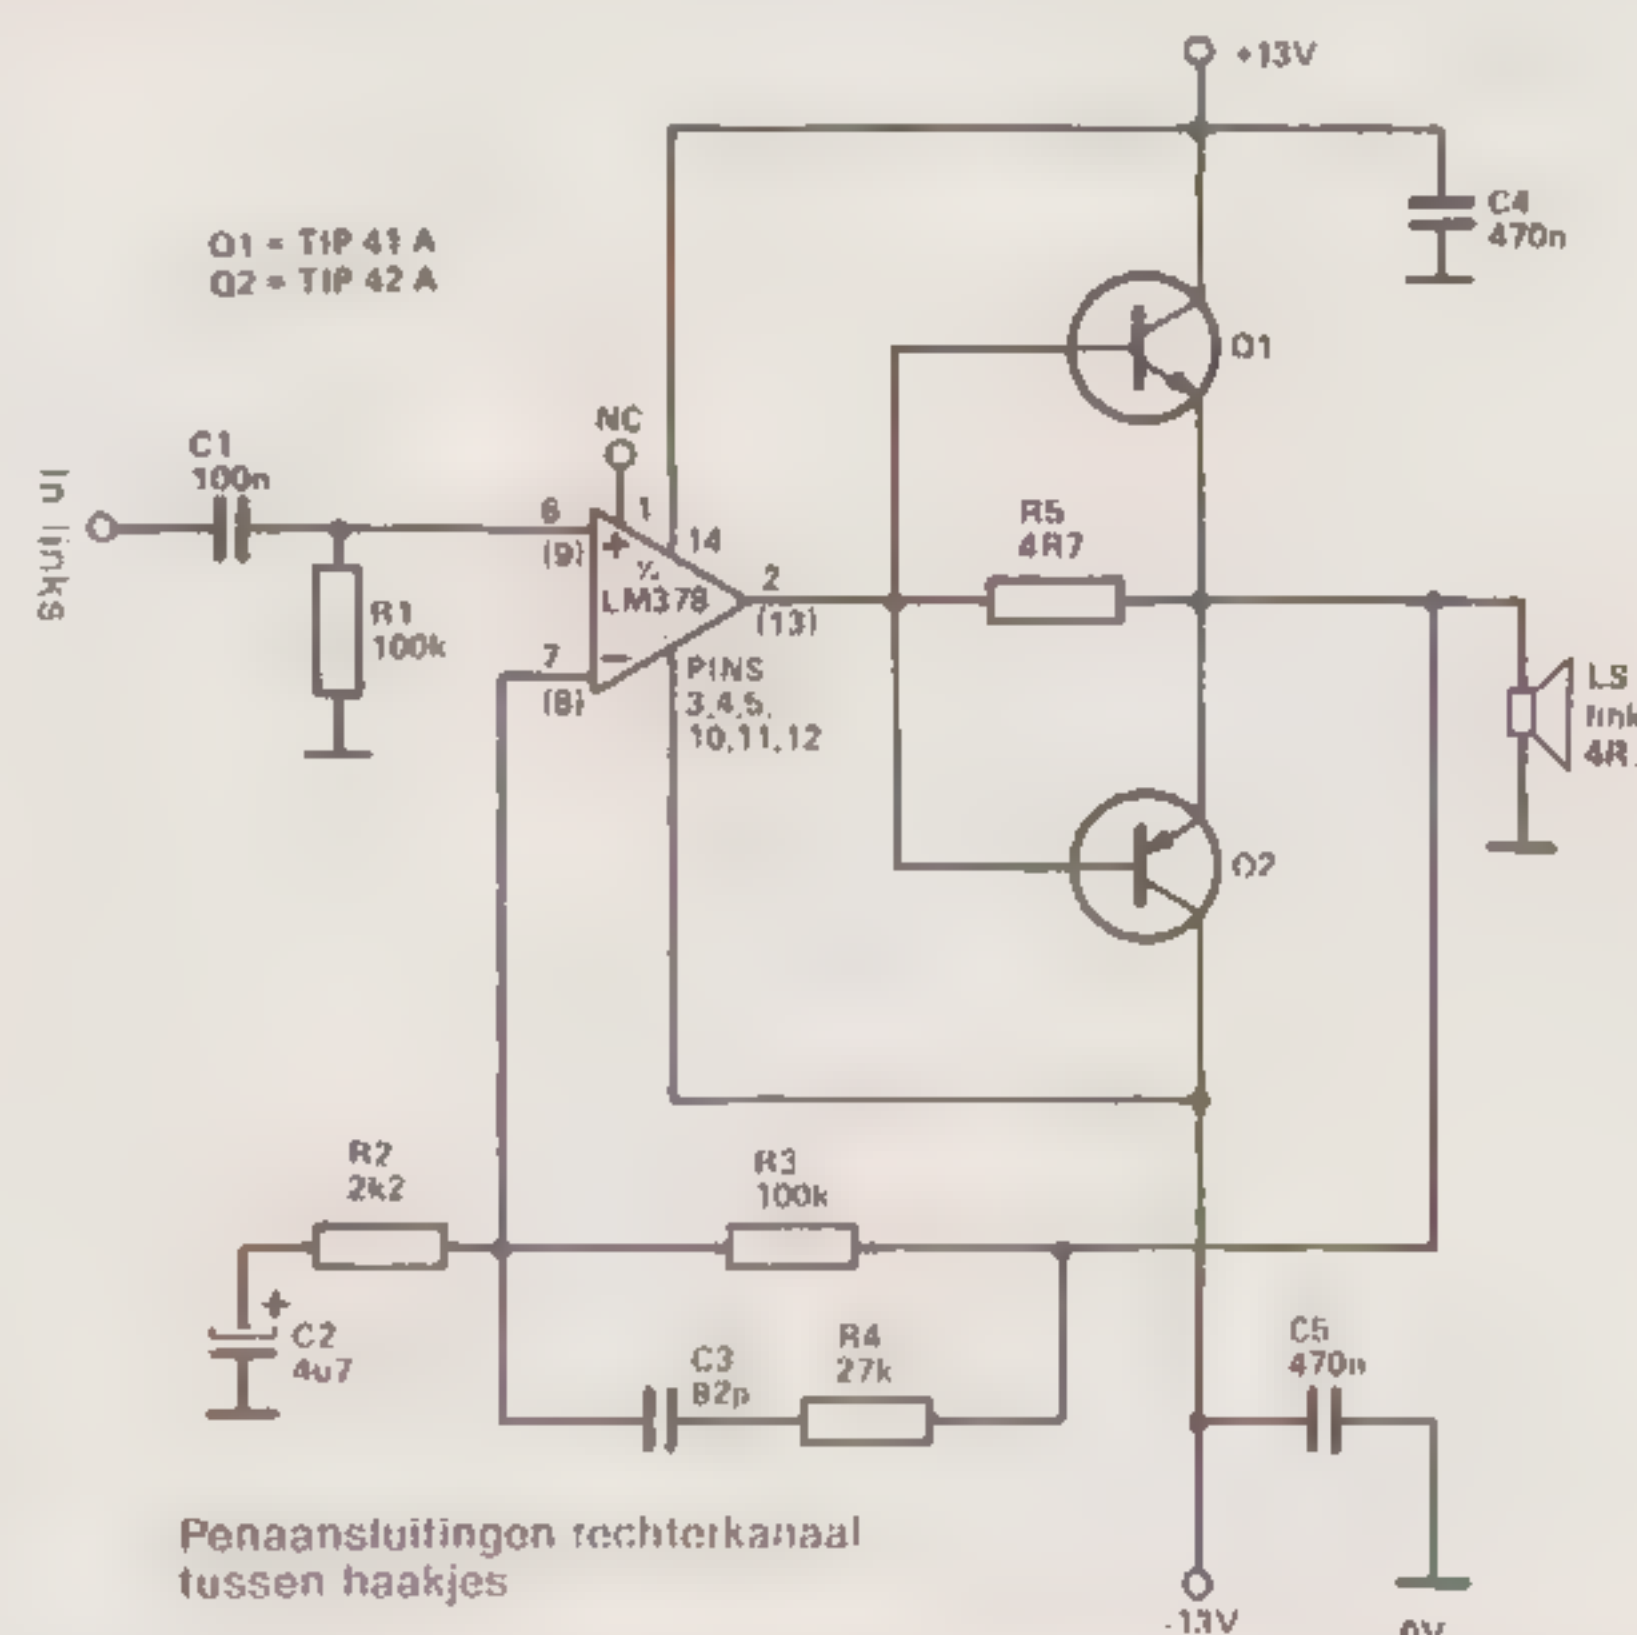 +13V
C4
470n
Q1 = TIP 41 A
Q2 = TIP 42 A
Q1
NC
C1
100n
In links
6
1
(9)
+
14
½
LM378
2
(13)
R5
4R7
R1
100k
7
(8)
−
PINS
3,4,5,
10,11,12
LS
4R
Q2
R2
2k2
R3
100k
+
C2
4u7
C3
82p
R4
27k
C5
470n
Penaansluitingen rechterkanaal
tussen haakjes
-13V
0V